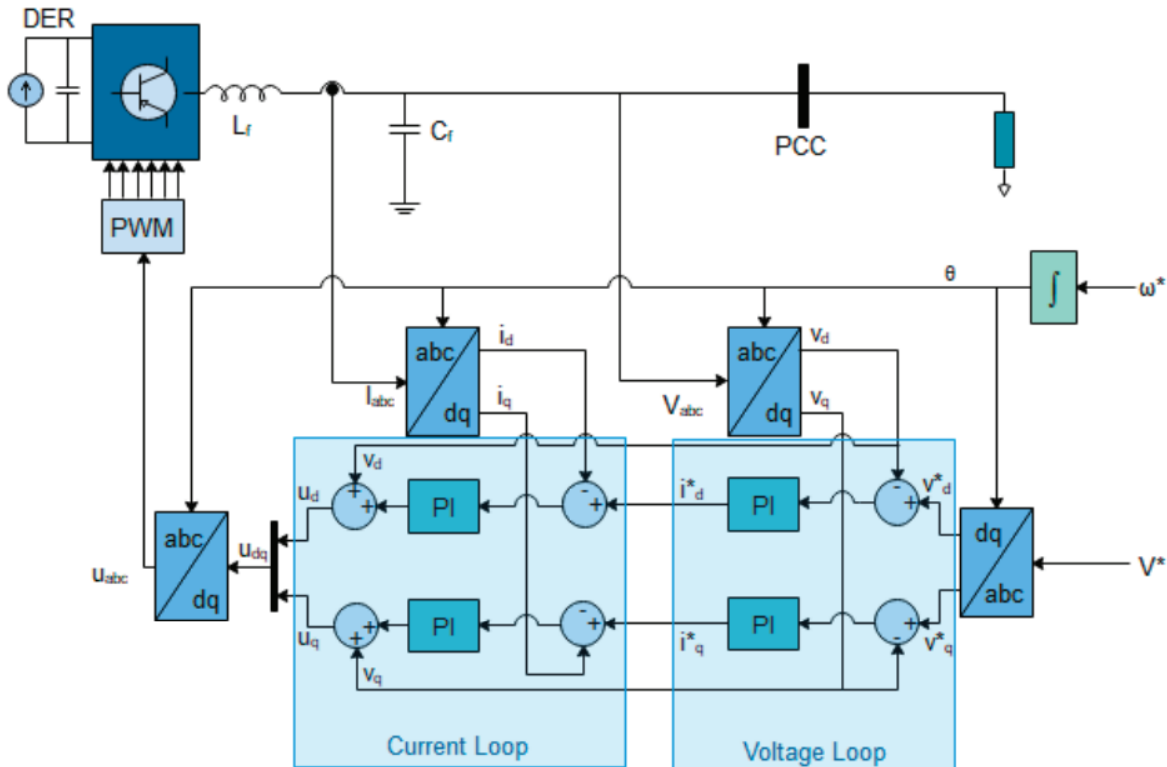 DER
Lf
Cf
PCC
PWM
θ
∫
ω*
abc
dq
id
iq
Iabc
abc
dq
vd
vq
Vabc
vd
ud
+
+
PI
-
+
i*d
PI
-
+
v*d
abc
dq
uabc
udq
dq
abc
V*
uq
+
+
vq
PI
-
+
i*q
PI
+
-
v*q
Current Loop
Voltage Loop